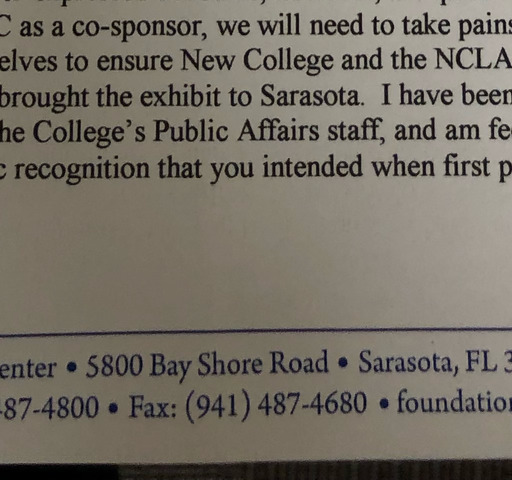 C as a co-sponsor, we will need to take pains
elves to ensure New College and the NCLA
brought the exhibit to Sarasota. I have been
he College's Public Affairs staff, and am fe
c recognition that you intended when first p
enter • 5800 Bay Shore Road • Sarasota, FL 3
487-4800 • Fax: (941) 487-4680 • foundation